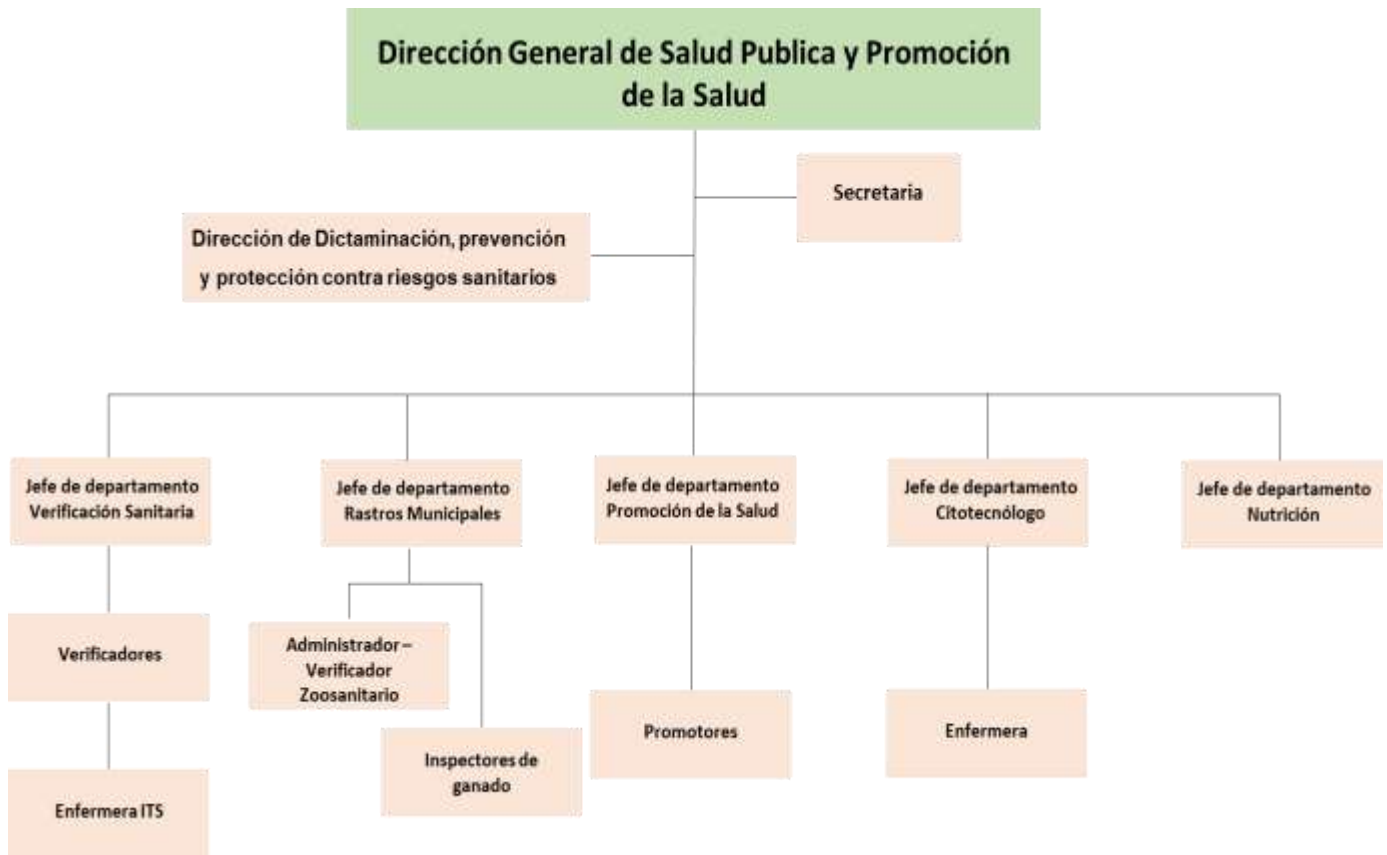 Dirección General de Salud Publica y Promoción
de la Salud
Secretaria
Dirección de Dictaminación, prevención
y protección contra riesgos sanitarios
Jefe de departamento
Verificación Sanitaria
Jefe de departamento
Rastros Municipales
Jefe de departamento
Promoción de la Salud
Jefe de departamento
Citotecnólogo
Jefe de departamento
Nutrición
Verificadores
Administrador –
Verificador
Zoosanitario
Inspectores de
ganado
Promotores
Enfermera
Enfermera ITS